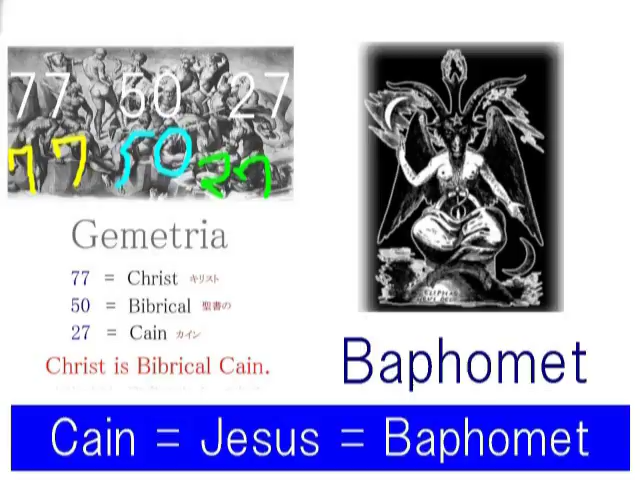 77 50 27
77 50 27
Gemetria
77 = Christ キリスト
50 = Bibrical 聖書の
27 = Cain カイン
Christ is Bibrical Cain.
Baphomet
Cain = Jesus = Baphomet